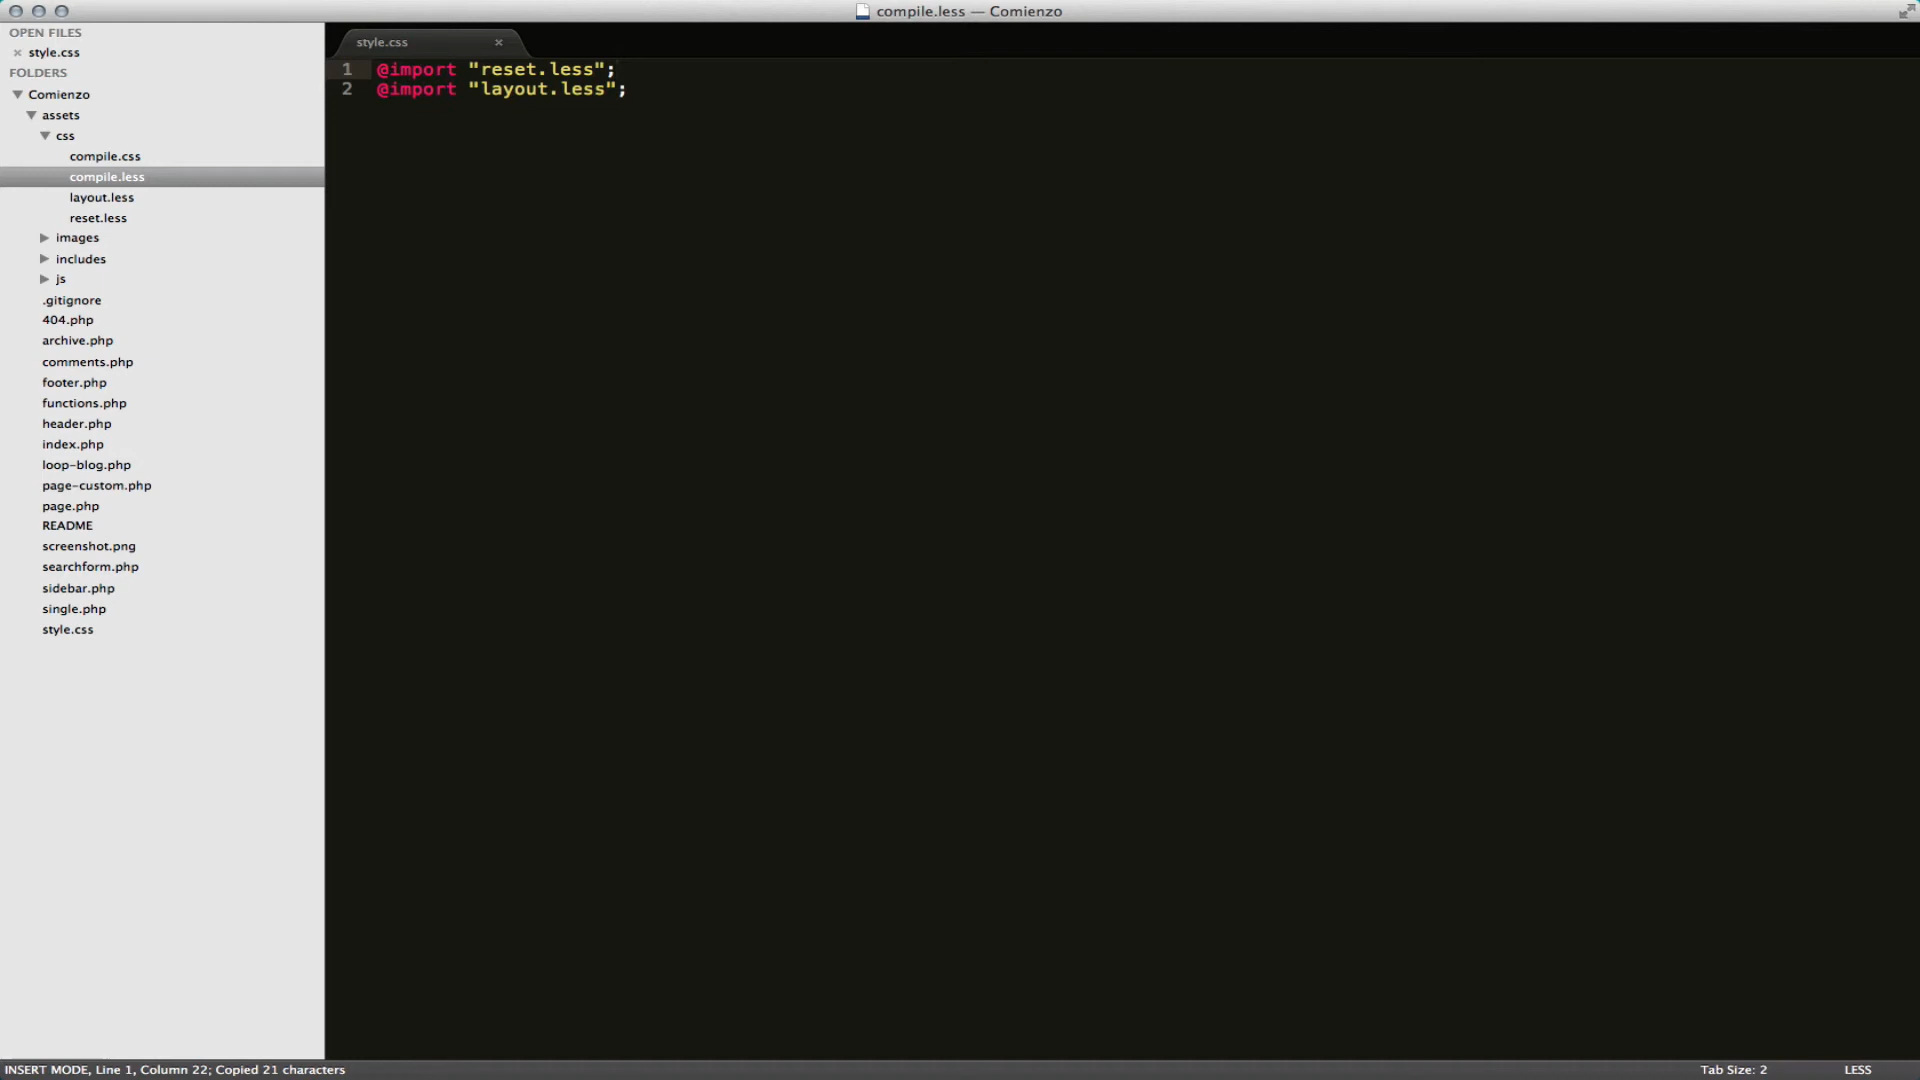 compile.less — Comienzo
OPEN FILES
style.css
FOLDERS
Comienzo
assets
css
compile.css
compile.less
layout.less
reset.less
images
includes
js
.gitignore
404.php
archive.php
comments.php
footer.php
functions.php
header.php
index.php
loop-blog.php
page-custom.php
page.php
README
screenshot.png
searchform.php
sidebar.php
single.php
style.css
style.css
1 @import "reset.less";
2 @import "layout.less";
INSERT MODE, Line 1, Column 22; Copied 21 characters
Tab Size: 2
LESS